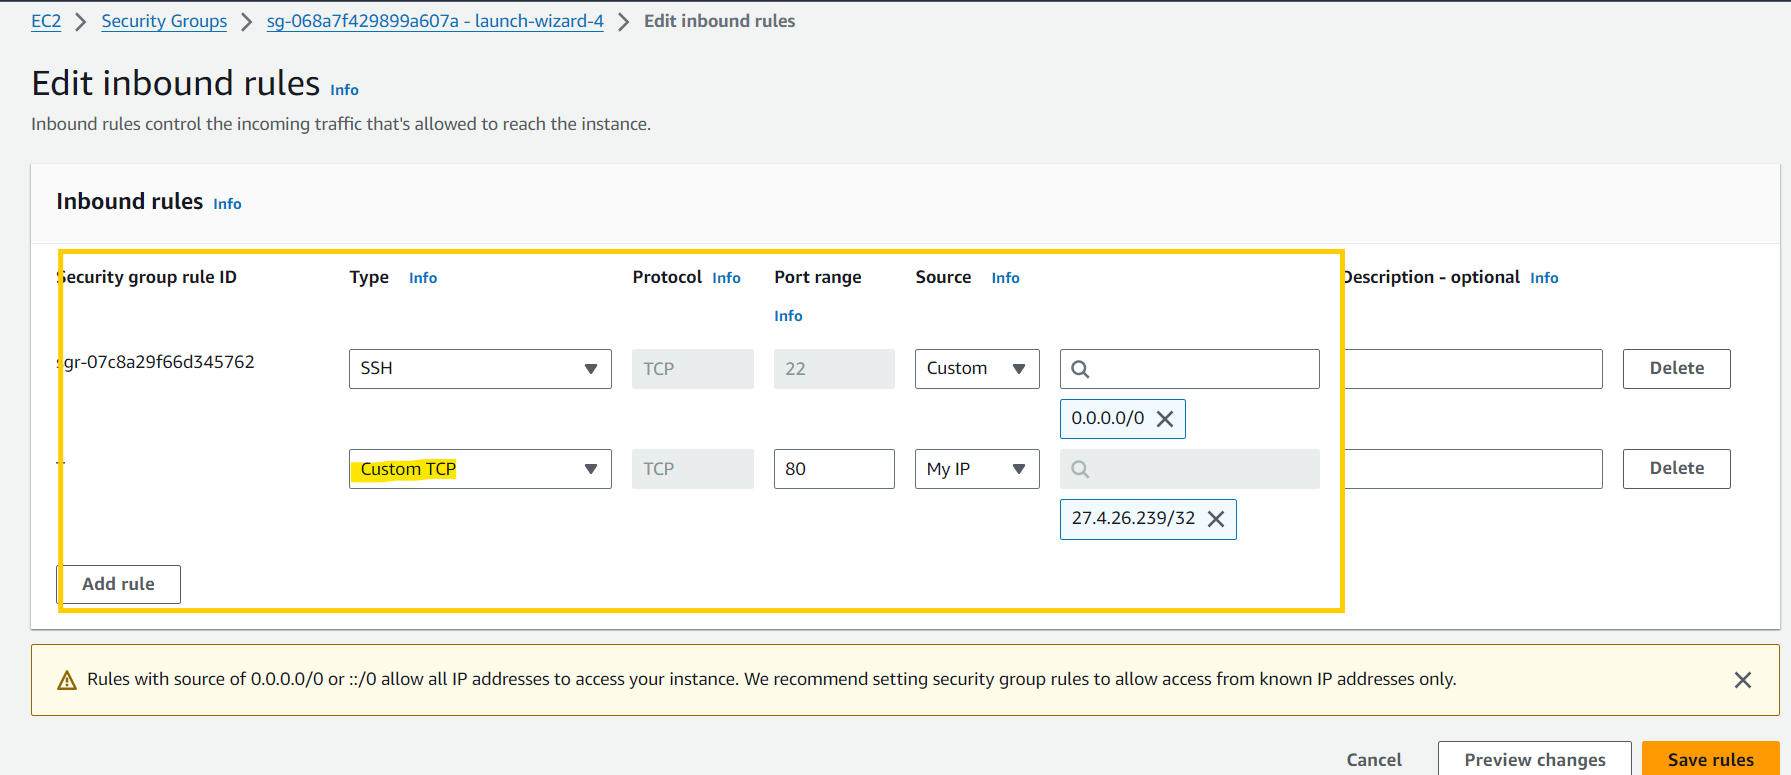 EC2 > Security Groups > sg-068a7f429899a607a - launch-wizard-4 > Edit inbound rules
Edit inbound rules Info
Inbound rules control the incoming traffic that's allowed to reach the instance.
Inbound rules Info
Security group rule ID Type Info Protocol Info Port range Source Info Description - optional Info
Info
sgr-07c8a29f66d345762 SSH TCP 22 Custom Delete
0.0.0.0/0
- Custom TCP TCP 80 My IP Delete
27.4.26.239/32
Add rule
Rules with source of 0.0.0.0/0 or ::/0 allow all IP addresses to access your instance. We recommend setting security group rules to allow access from known IP addresses only.
Cancel Preview changes Save rules